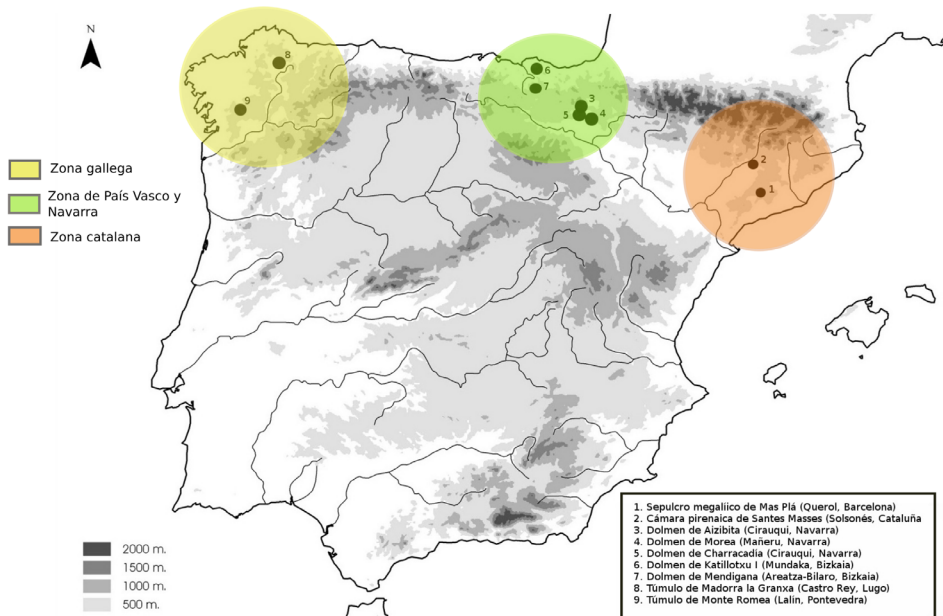 N
8
9
6
7
3
5
4
2
1
Zona gallega
Zona de País Vasco y
Navarra
Zona catalana
2000 m.
1500 m.
1000 m.
500 m.
1. Sepulcro megaliico de Mas Plá (Querol, Barcelona)
2. Cámara pirenaica de Santes Masses (Solsonés, Cataluña
3. Dolmen de Aizibita (Cirauqui, Navarra)
4. Dolmen de Morea (Mañeru, Navarra)
5. Dolmen de Charracadia (Cirauqui, Navarra)
6. Dolmen de Katillotxu I (Mundaka, Bizkaia)
7. Dolmen de Mendigana (Areatza-Bilaro, Bizkaia)
8. Túmulo de Madorra la Granxa (Castro Rey, Lugo)
9. Túmulo de Monte Romea (Lalin, Pontevedra)